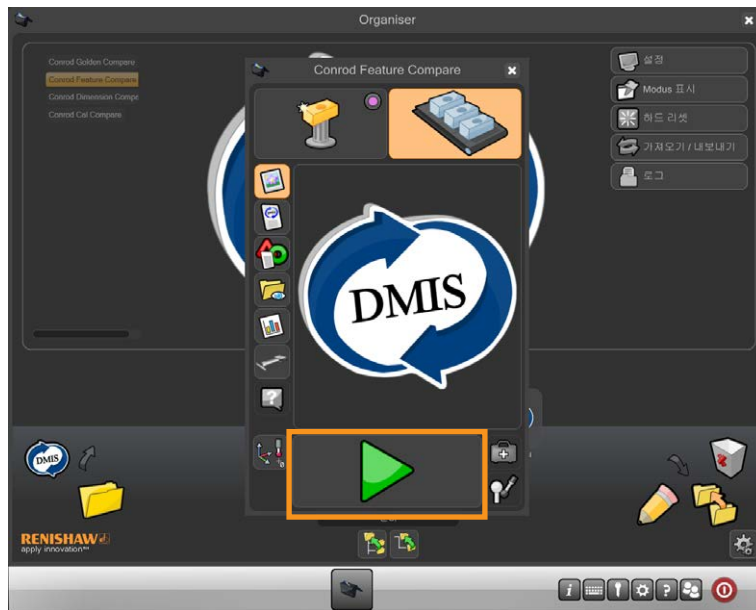 Organiser
Conrod Golden Compare
Conrod Feature Compare
Conrod Dimension Compa
Conrod Cal Compare
Conrod Feature Compare
설정
Modus 표시
하드 리셋
가져오기 / 내보내기
로그
DMIS
DMIS
RENISHAW
apply innovation™